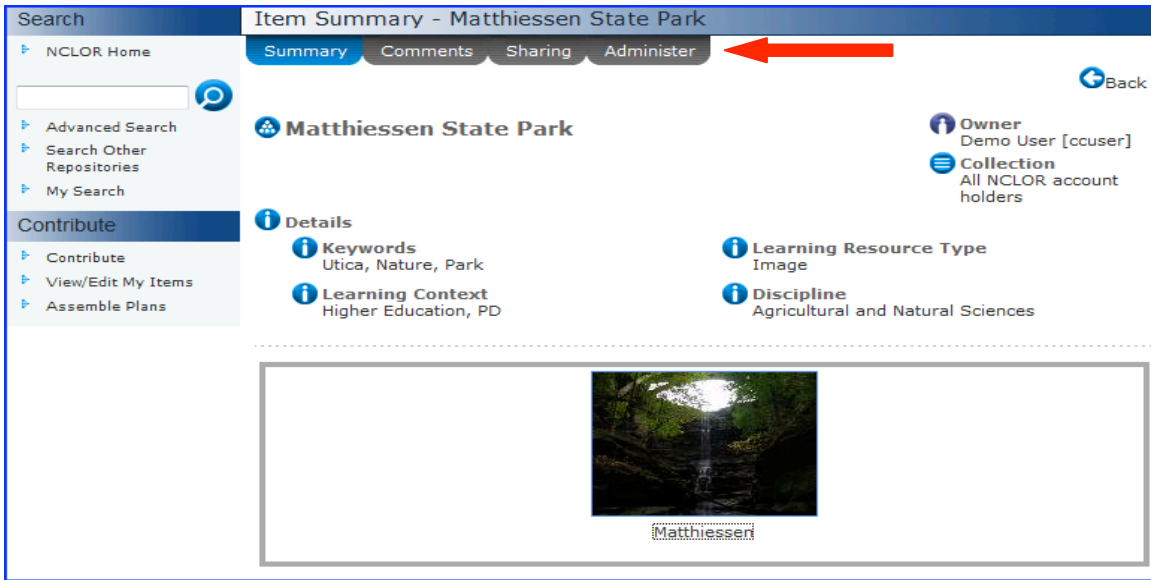 Search
NCLOR Home
Advanced Search
Search Other
Repositories
My Search
Contribute
Contribute
View/Edit My Items
Assemble Plans
Item Summary - Matthiessen State Park
Summary Comments Sharing Administer
Back
Matthiessen State Park
Owner
Demo User [ccuser]
Collection
All NCLOR account
holders
Details
Keywords
Utica, Nature, Park
Learning Resource Type
Image
Learning Context
Higher Education, PD
Discipline
Agricultural and Natural Sciences
Matthiessen